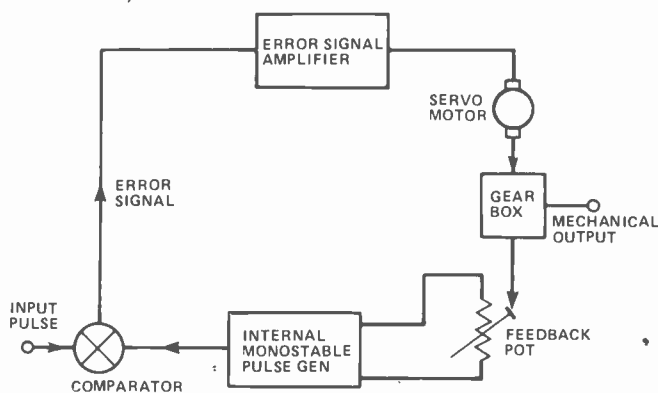 ERROR SIGNAL
AMPLIFIER
SERVO
MOTOR
ERROR
SIGNAL
GEAR
BOX
MECHANICAL
OUTPUT
INPUT
PULSE
INTERNAL
MONOSTABLE
PULSE GEN
FEEDBACK
POT
COMPARATOR